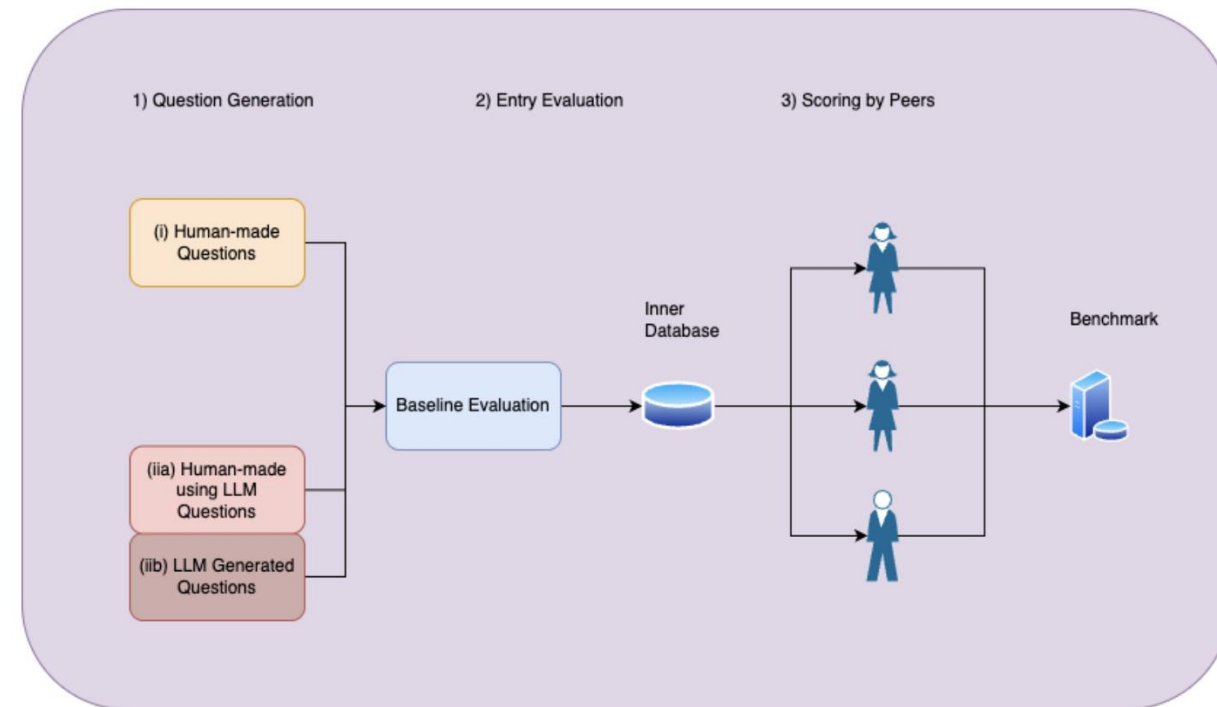 1) Question Generation
2) Entry Evaluation
3) Scoring by Peers
(i) Human-made
Questions
(iia) Human-made
using LLM
Questions
(iib) LLM Generated
Questions
Baseline Evaluation
Inner
Database
Benchmark